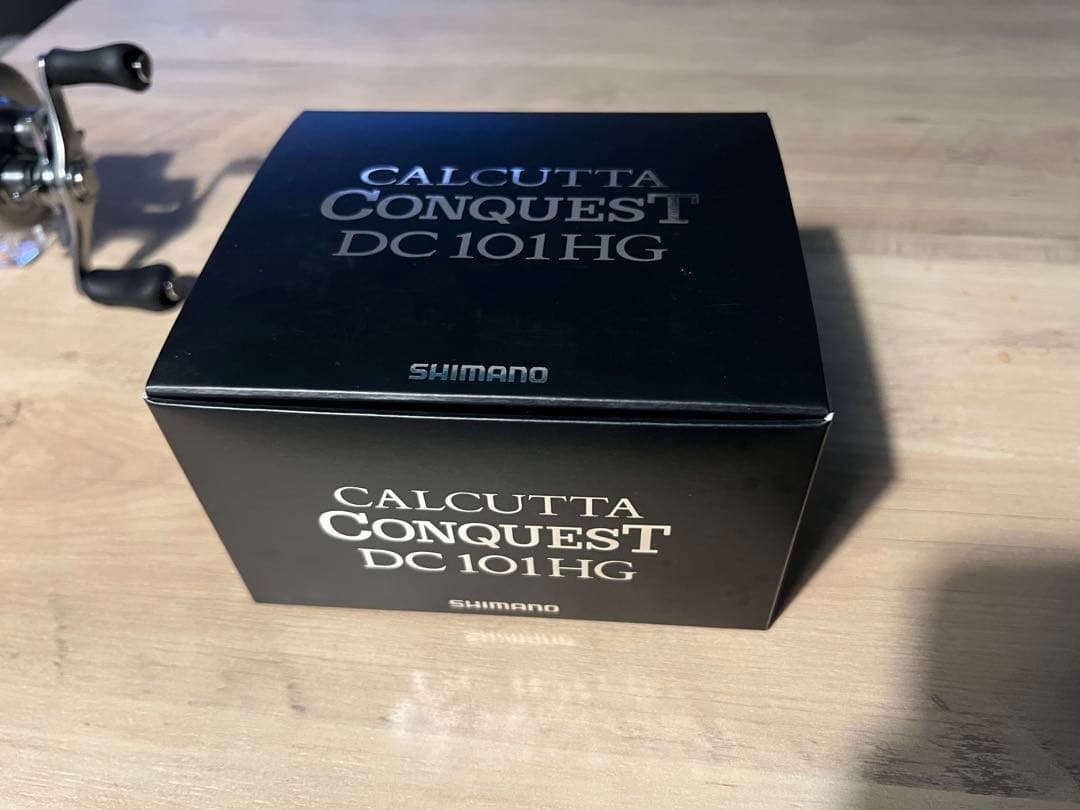 CALCUTTA
CONQUEST
DC 101HG
SHIMANO
CALCUTTA
CONQUEST
DC 101HG
SHIMANO